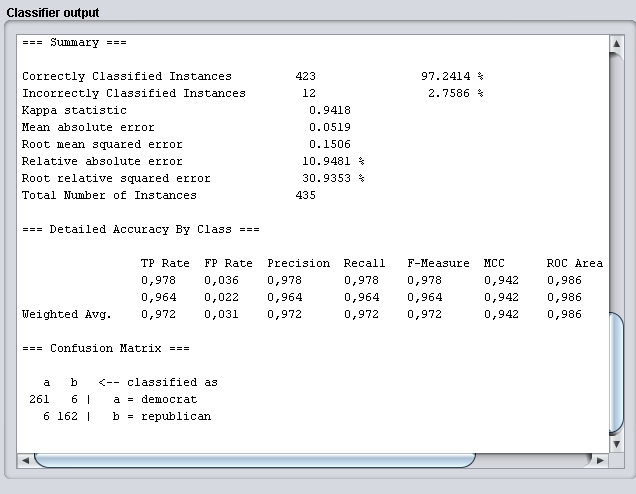 Classifier output
=== Summary ===
Correctly Classified Instances 423 97.2414 %
Incorrectly Classified Instances 12 2.7586 %
Kappa statistic 0.9418
Mean absolute error 0.0519
Root mean squared error 0.1506
Relative absolute error 10.9481 %
Root relative squared error 30.9353 %
Total Number of Instances 435
=== Detailed Accuracy By Class ===
TP Rate FP Rate Precision Recall F-Measure MCC ROC Area
0,978 0,036 0,978 0,978 0,978 0,942 0,986
0,964 0,022 0,964 0,964 0,964 0,942 0,986
Weighted Avg. 0,972 0,031 0,972 0,972 0,972 0,942 0,986
=== Confusion Matrix ===
a b <-- classified as
261 6 | a = democrat
6 162 | b = republican